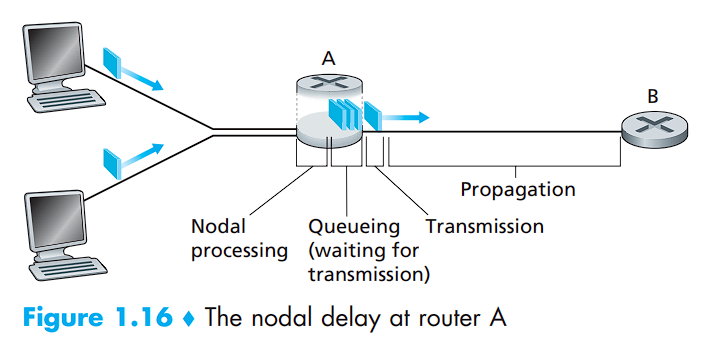 A
B
Propagation
Nodal
processing
Queueing
(waiting for
transmission)
Transmission
Figure 1.16 ♦ The nodal delay at router A